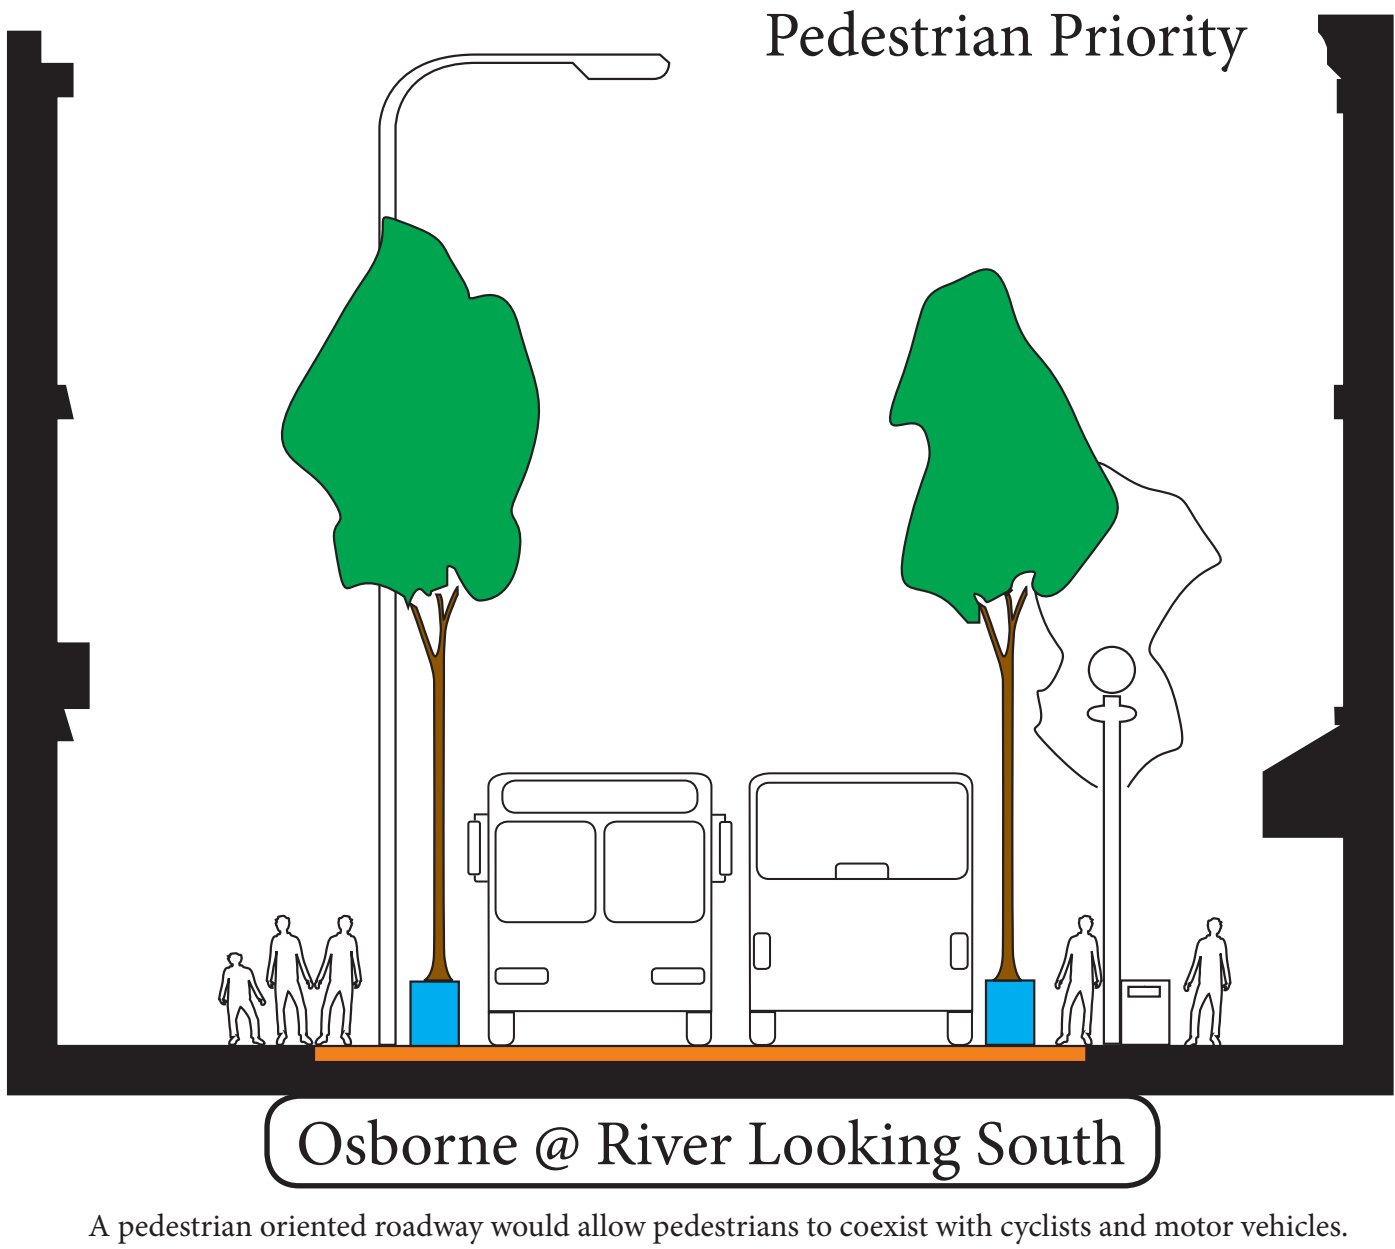 Pedestrian Priority
Osborne @ River Looking South
A pedestrian oriented roadway would allow pedestrians to coexist with cyclists and motor vehicles.